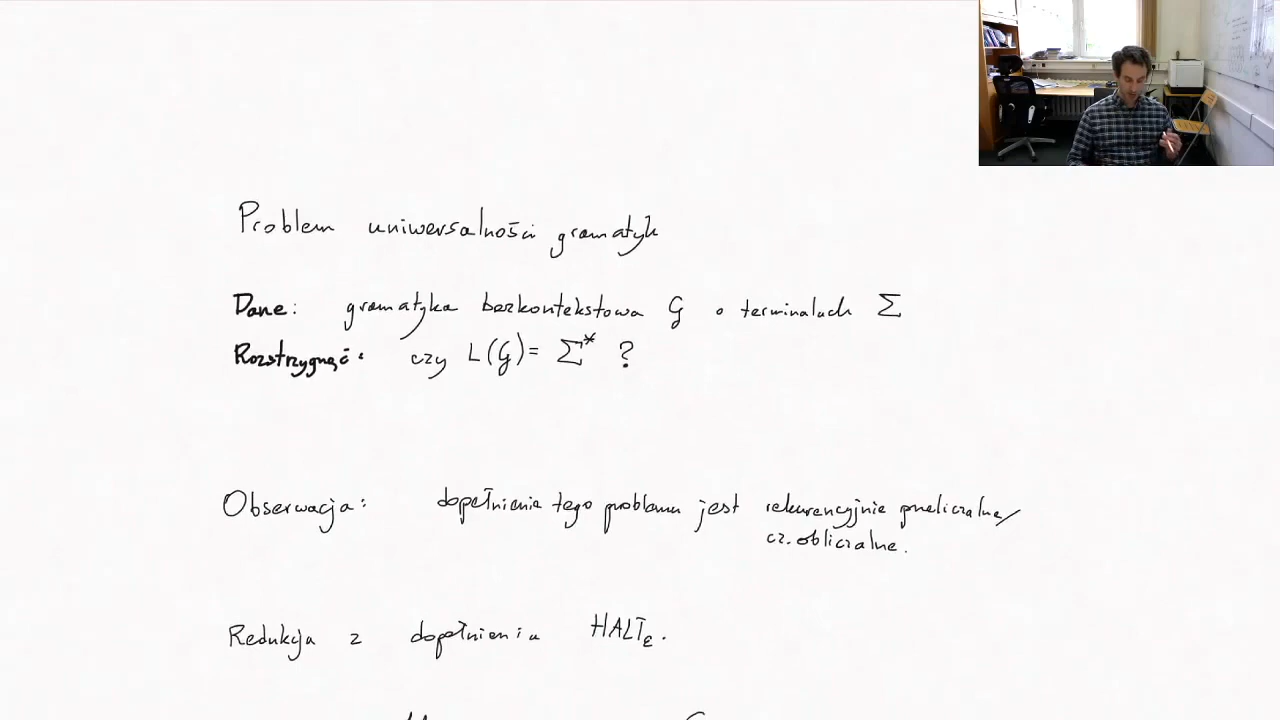 Problem uniwersalności gramatyk
Dane: gramatyka bezkontekstowa G o terminalach Σ
Rozstrzygnąć: czy L(G)= Σ* ?
Obserwacja: dopełnienie tego problemu jest rekurencyjnie przeliczalne/
cz. obliczalne.
Redukcja z dopełnienia HALTε.